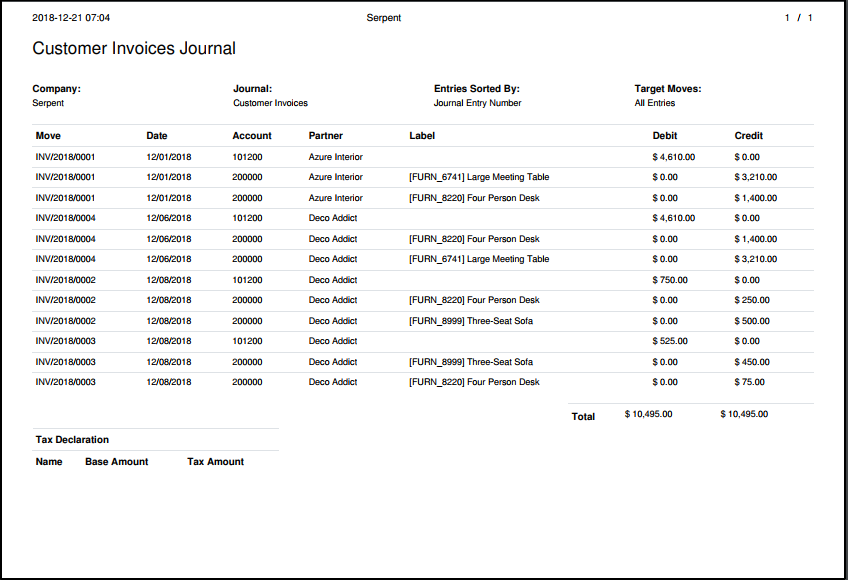 2018-12-21 07:04 Serpent 1 / 1
Customer Invoices Journal
Company: Journal: Entries Sorted By: Target Moves:
Serpent Customer Invoices Journal Entry Number All Entries
Move Date Account Partner Label Debit Credit
INV/2018/0001 12/01/2018 101200 Azure Interior $ 4,610.00 $ 0.00
INV/2018/0001 12/01/2018 200000 Azure Interior [FURN_6741] Large Meeting Table $ 0.00 $ 3,210.00
INV/2018/0001 12/01/2018 200000 Azure Interior [FURN_8220] Four Person Desk $ 0.00 $ 1,400.00
INV/2018/0004 12/06/2018 101200 Deco Addict $ 4,610.00 $ 0.00
INV/2018/0004 12/06/2018 200000 Deco Addict [FURN_8220] Four Person Desk $ 0.00 $ 1,400.00
INV/2018/0004 12/06/2018 200000 Deco Addict [FURN_6741] Large Meeting Table $ 0.00 $ 3,210.00
INV/2018/0002 12/08/2018 101200 Deco Addict $ 750.00 $ 0.00
INV/2018/0002 12/08/2018 200000 Deco Addict [FURN_8220] Four Person Desk $ 0.00 $ 250.00
INV/2018/0002 12/08/2018 200000 Deco Addict [FURN_8999] Three-Seat Sofa $ 0.00 $ 500.00
INV/2018/0003 12/08/2018 101200 Deco Addict $ 525.00 $ 0.00
INV/2018/0003 12/08/2018 200000 Deco Addict [FURN_8999] Three-Seat Sofa $ 0.00 $ 450.00
INV/2018/0003 12/08/2018 200000 Deco Addict [FURN_8220] Four Person Desk $ 0.00 $ 75.00
Total $ 10,495.00 $ 10,495.00
Tax Declaration
Name Base Amount Tax Amount